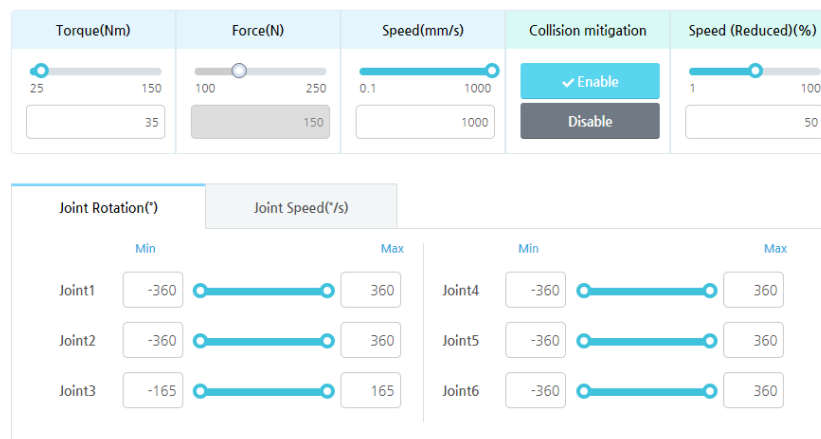 Torque(Nm) Force(N) Speed(mm/s) Collision mitigation Speed (Reduced)(%)
25 150 100 250 0.1 1000 Enable 1 100
35 150 1000 Disable 50
Joint Rotation(°) Joint Speed(°/s)
Min Max Min Max
Joint1 -360 360 Joint4 -360 360
Joint2 -360 360 Joint5 -360 360
Joint3 -165 165 Joint6 -360 360